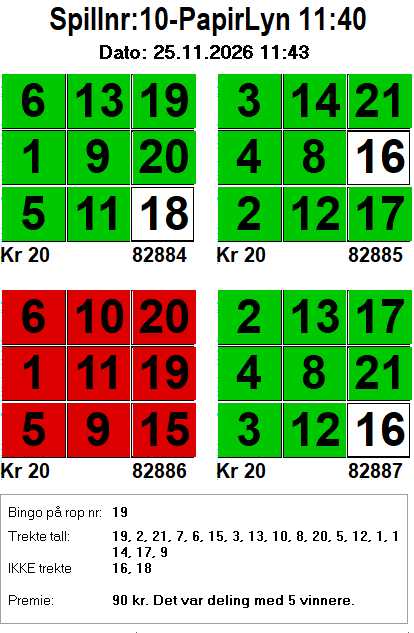 Spillnr:10-PapirLyn 11:40
Dato: 25.11.2026 11:43
6 13 19 3 14 21
1 9 20 4 8 16
5 11 18 2 12 17
Kr 20 82884 Kr 20 82885
6 10 20 2 13 17
1 11 19 4 8 21
5 9 15 3 12 16
Kr 20 82886 Kr 20 82887
Bingo på rop nr: 19
Trekte tall: 19, 2, 21, 7, 6, 15, 3, 13, 10, 8, 20, 5, 12, 1, 1
14, 17, 9
IKKE trekte 16, 18
Premie: 90 kr. Det var deling med 5 vinnere.